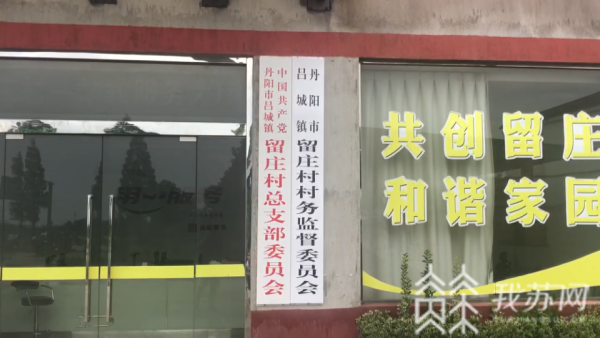 中国共产党
丹阳市吕城镇
留庄村总支部委员会
丹阳市
吕城镇
留庄村村务监督委员会
共创留庄
和谐家园
我苏网